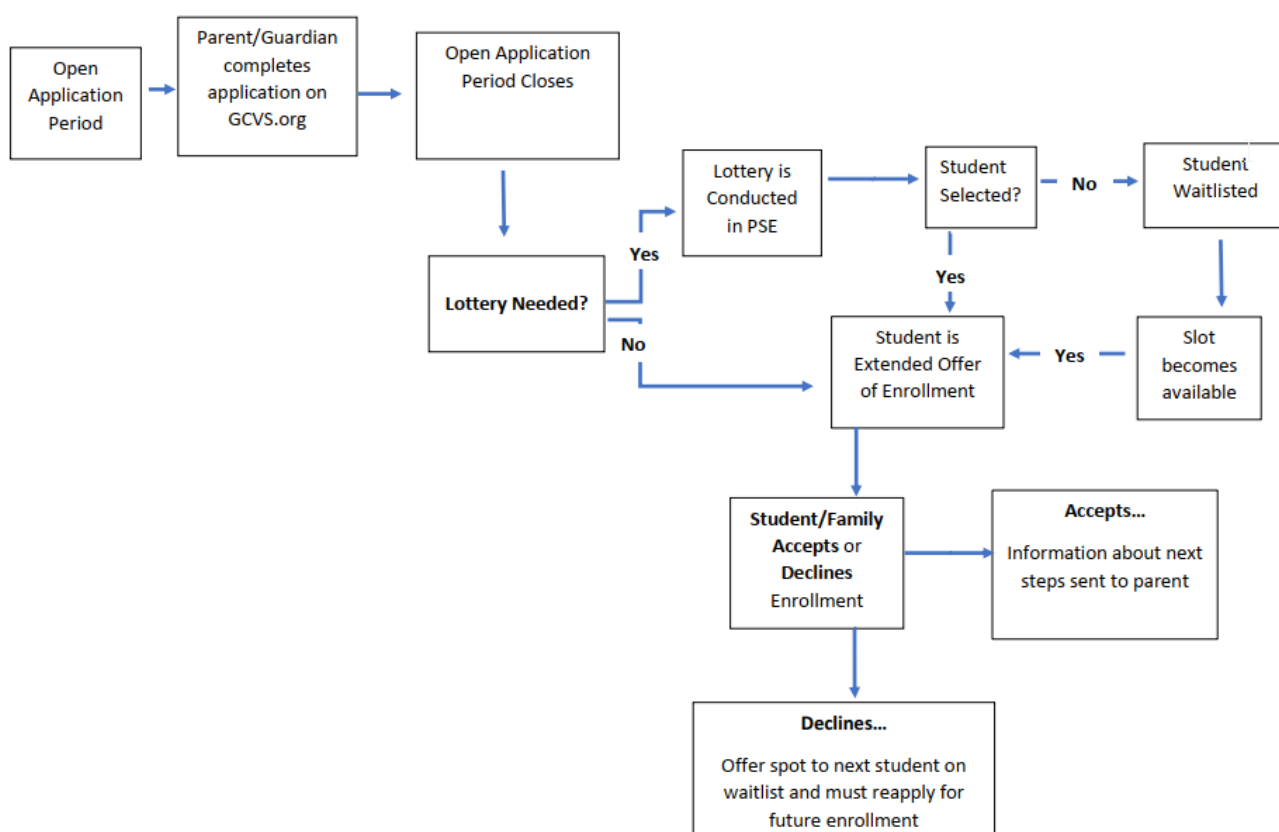 Open
Application
Period
Parent/Guardian
completes
application on
GCVS.org
Open Application
Period Closes
Lottery Needed?
Yes
No
Lottery is
Conducted
in PSE
Student
Selected?
No
Student
Waitlisted
Yes
Slot
becomes
available
Yes
Student is
Extended Offer
of Enrollment
Student/Family
Accepts or
Declines
Enrollment
Accepts...
Information about next
steps sent to parent
Declines...
Offer spot to next student on
waitlist and must reapply for
future enrollment